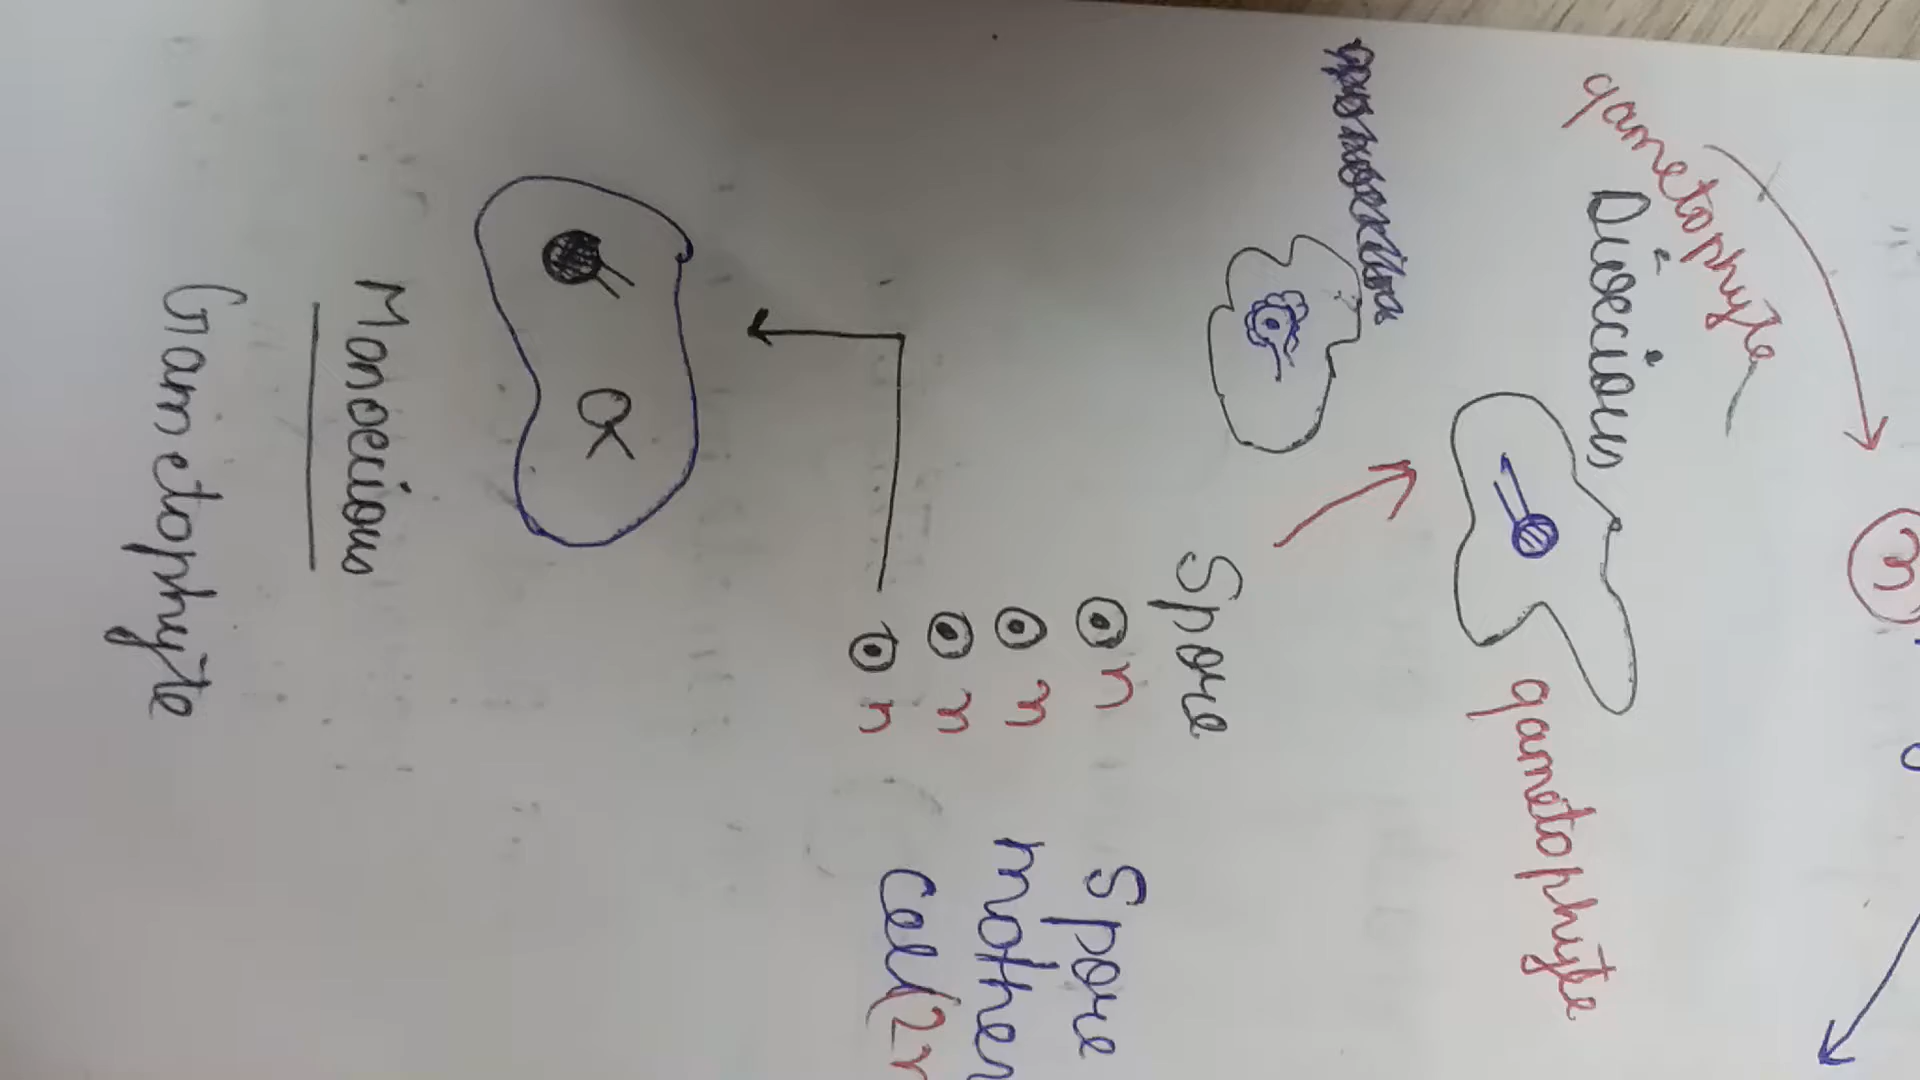 gametophyte
Dioecious
n
gametophyte
Spore
n
n
n
n
Spore
mother
cell (2n
Monoecious
Gametophyte